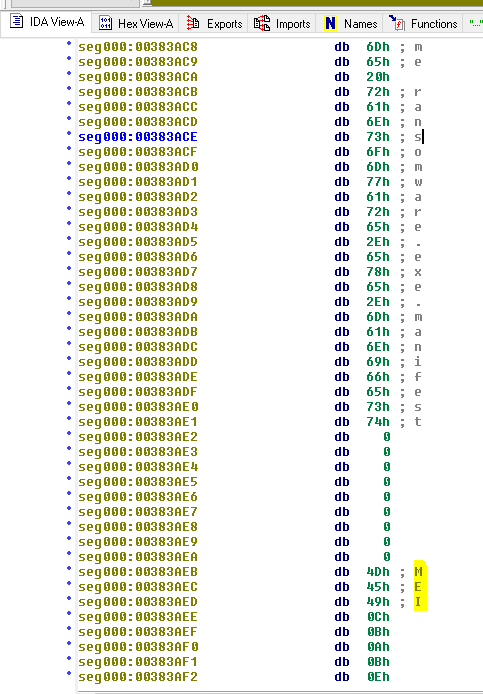 IDA View-A Hex View-A Exports Imports N Names Functions "..."
seg000:00383AC8 db 6Dh ; m
seg000:00383AC9 db 65h ; e
seg000:00383ACA db 20h
seg000:00383ACB db 72h ; r
seg000:00383ACC db 61h ; a
seg000:00383ACD db 6Eh ; n
seg000:00383ACE db 73h ; s
seg000:00383ACF db 6Fh ; o
seg000:00383AD0 db 6Dh ; m
seg000:00383AD1 db 77h ; w
seg000:00383AD2 db 61h ; a
seg000:00383AD3 db 72h ; r
seg000:00383AD4 db 65h ; e
seg000:00383AD5 db 2Eh ; .
seg000:00383AD6 db 65h ; e
seg000:00383AD7 db 78h ; x
seg000:00383AD8 db 65h ; e
seg000:00383AD9 db 2Eh ; .
seg000:00383ADA db 6Dh ; m
seg000:00383ADB db 61h ; a
seg000:00383ADC db 6Eh ; n
seg000:00383ADD db 69h ; i
seg000:00383ADE db 66h ; f
seg000:00383ADF db 65h ; e
seg000:00383AE0 db 73h ; s
seg000:00383AE1 db 74h ; t
seg000:00383AE2 db 0
seg000:00383AE3 db 0
seg000:00383AE4 db 0
seg000:00383AE5 db 0
seg000:00383AE6 db 0
seg000:00383AE7 db 0
seg000:00383AE8 db 0
seg000:00383AE9 db 0
seg000:00383AEA db 0
seg000:00383AEB db 4Dh ; M
seg000:00383AEC db 45h ; E
seg000:00383AED db 49h ; I
seg000:00383AEE db 0Ch
seg000:00383AEF db 0Bh
seg000:00383AF0 db 0Ah
seg000:00383AF1 db 0Bh
seg000:00383AF2 db 0Eh